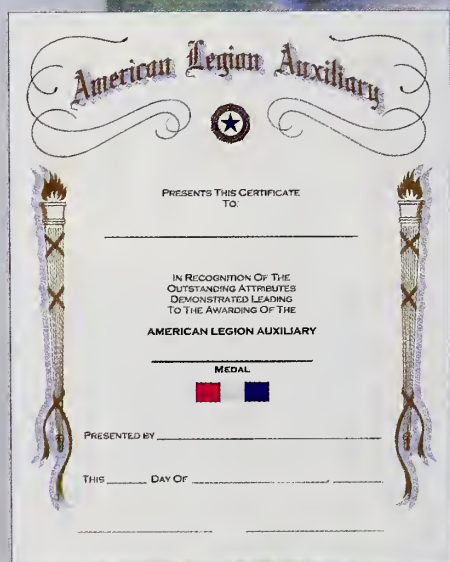 American Legion Auxiliary
PRESENTS THIS CERTIFICATE
TO:
IN RECOGNITION OF THE
OUTSTANDING ATTRIBUTES
DEMONSTRATED LEADING
TO THE AWARDING OF THE
AMERICAN LEGION AUXILIARY
MEDAL
PRESENTED BY
THIS DAY OF ,